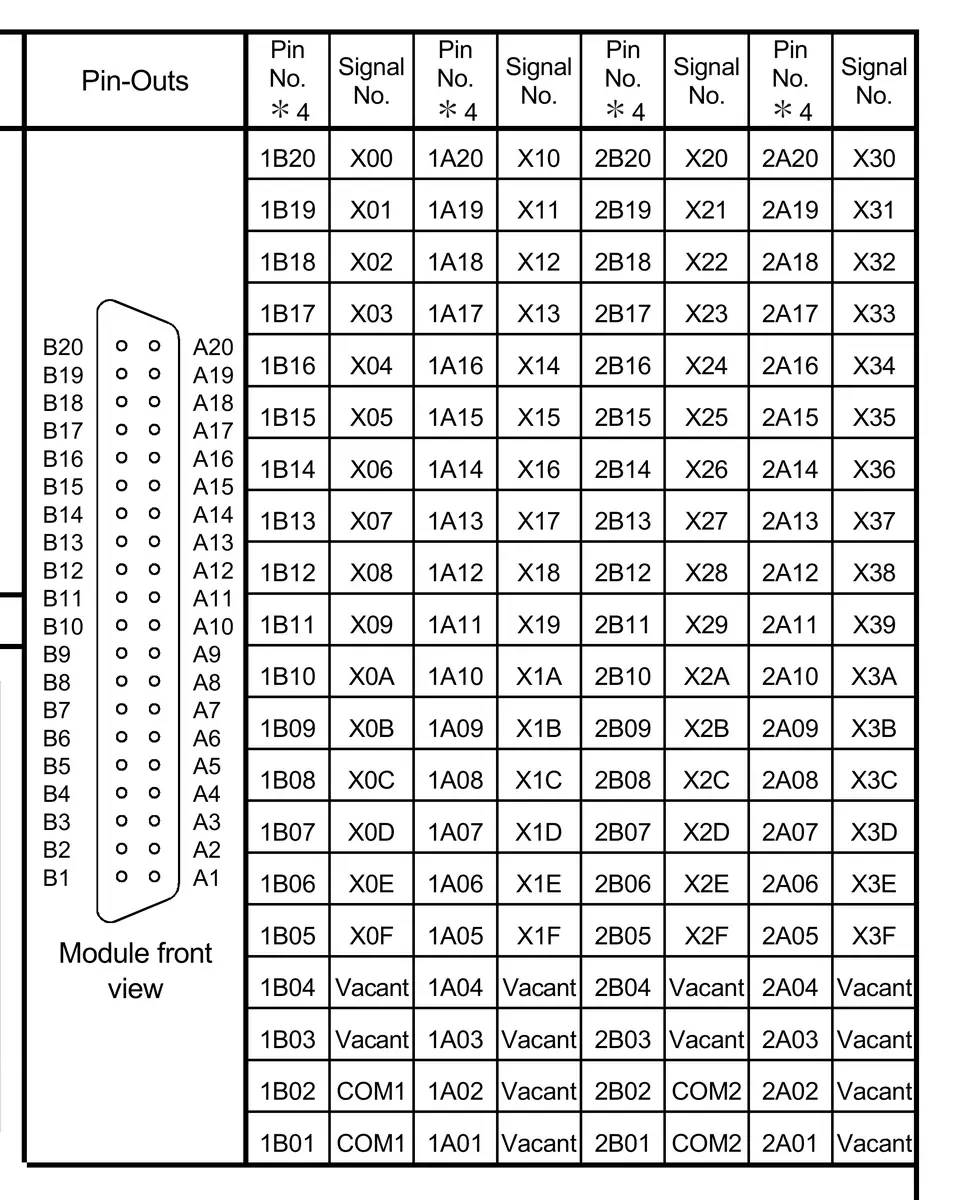 Pin-Outs
Pin No. *4 Signal No. Pin No. *4 Signal No. Pin No. *4 Signal No. Pin No. *4 Signal No.
B20 A20
B19 A19
B18 A18
B17 A17
B16 A16
B15 A15
B14 A14
B13 A13
B12 A12
B11 A11
B10 A10
B9 A9
B8 A8
B7 A7
B6 A6
B5 A5
B4 A4
B3 A3
B2 A2
B1 A1
Module front
view
1B20 X00 1A20 X10 2B20 X20 2A20 X30
1B19 X01 1A19 X11 2B19 X21 2A19 X31
1B18 X02 1A18 X12 2B18 X22 2A18 X32
1B17 X03 1A17 X13 2B17 X23 2A17 X33
1B16 X04 1A16 X14 2B16 X24 2A16 X34
1B15 X05 1A15 X15 2B15 X25 2A15 X35
1B14 X06 1A14 X16 2B14 X26 2A14 X36
1B13 X07 1A13 X17 2B13 X27 2A13 X37
1B12 X08 1A12 X18 2B12 X28 2A12 X38
1B11 X09 1A11 X19 2B11 X29 2A11 X39
1B10 X0A 1A10 X1A 2B10 X2A 2A10 X3A
1B09 X0B 1A09 X1B 2B09 X2B 2A09 X3B
1B08 X0C 1A08 X1C 2B08 X2C 2A08 X3C
1B07 X0D 1A07 X1D 2B07 X2D 2A07 X3D
1B06 X0E 1A06 X1E 2B06 X2E 2A06 X3E
1B05 X0F 1A05 X1F 2B05 X2F 2A05 X3F
1B04 Vacant 1A04 Vacant 2B04 Vacant 2A04 Vacant
1B03 Vacant 1A03 Vacant 2B03 Vacant 2A03 Vacant
1B02 COM1 1A02 Vacant 2B02 COM2 2A02 Vacant
1B01 COM1 1A01 Vacant 2B01 COM2 2A01 Vacant